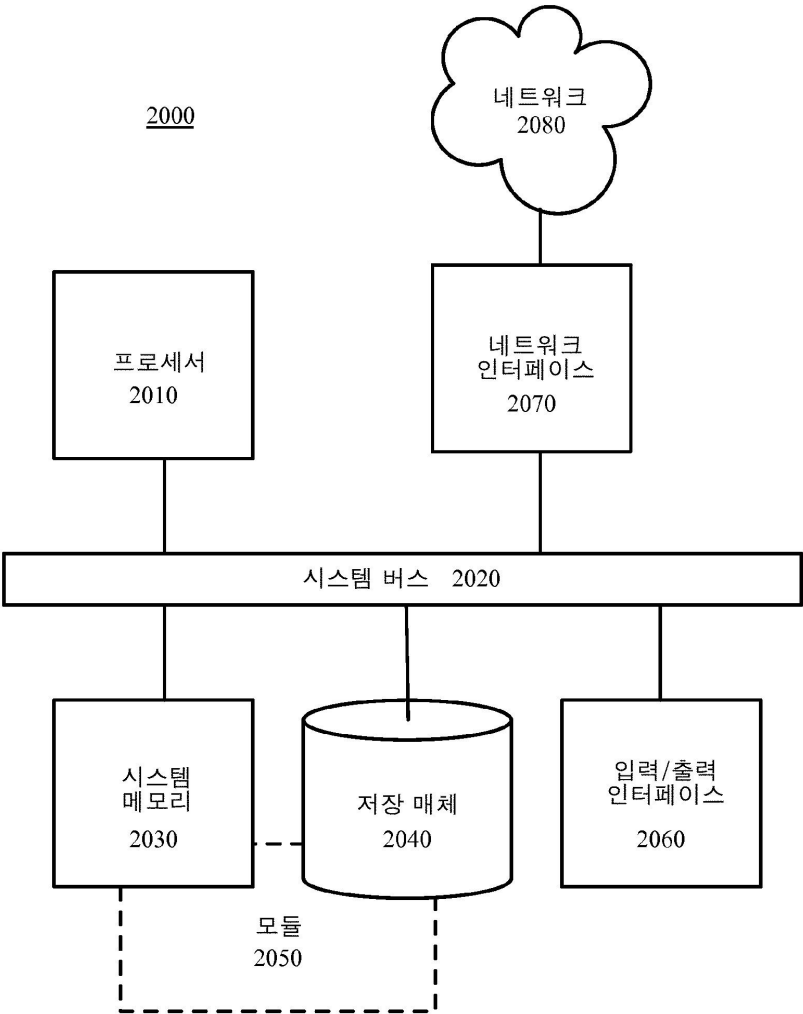 2000
네트워크
2080
프로세서
2010
네트워크
인터페이스
2070
시스템 버스 2020
시스템
메모리
2030
저장 매체
2040
입력/출력
인터페이스
2060
모듈
2050